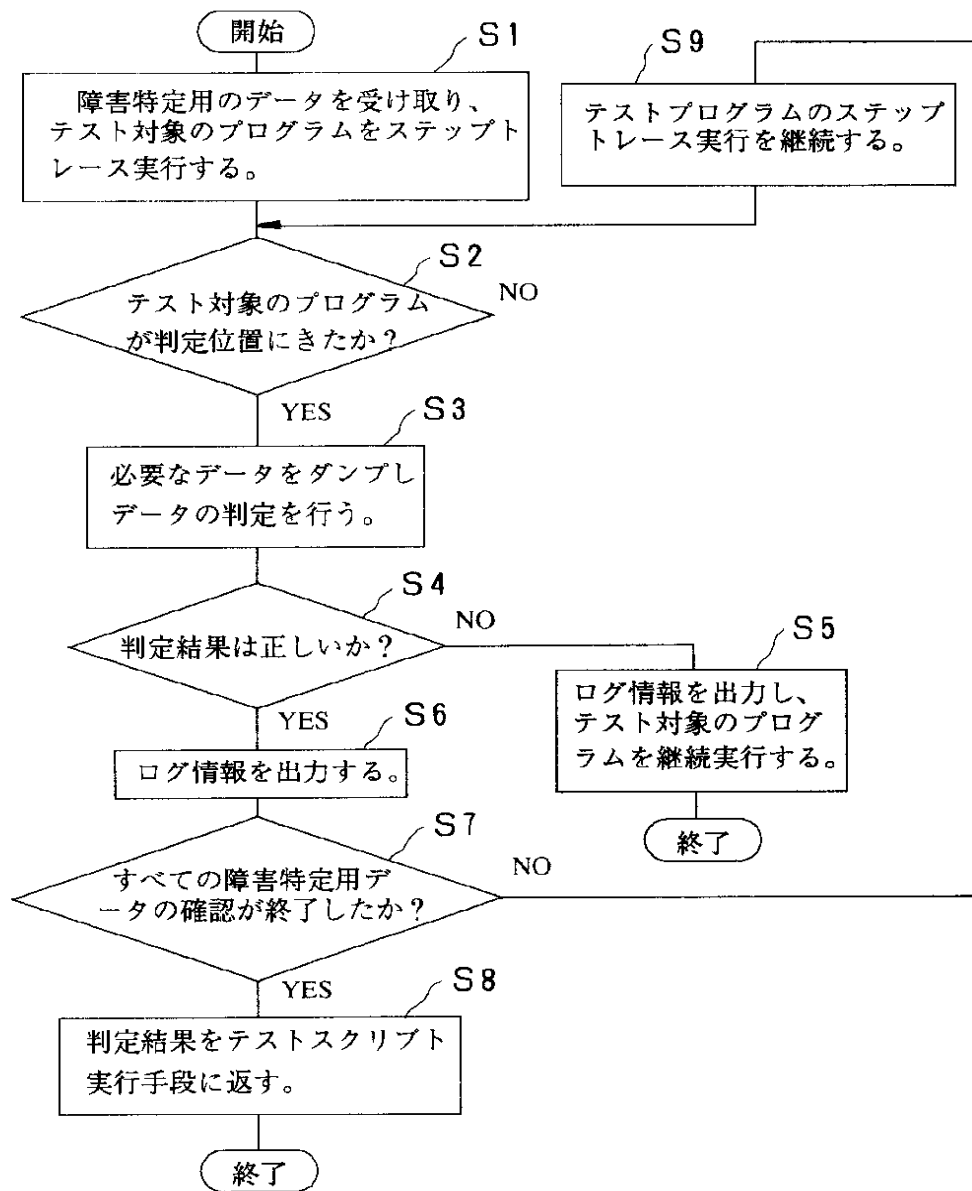 開始
S1
障害特定用のデータを受け取り、
テスト対象のプログラムをステップト
レース実行する。
S9
テストプログラムのステップ
トレース実行を継続する。
S2
テスト対象のプログラム
が判定位置にきたか？
NO
YES
S3
必要なデータをダンプし
データの判定を行う。
S4
判定結果は正しいか？
NO
YES
S5
ログ情報を出力し、
テスト対象のプログ
ラムを継続実行する。
終了
S6
ログ情報を出力する。
S7
すべての障害特定用デ
ータの確認が終了したか？
NO
YES
S8
判定結果をテストスクリプト
実行手段に返す。
終了